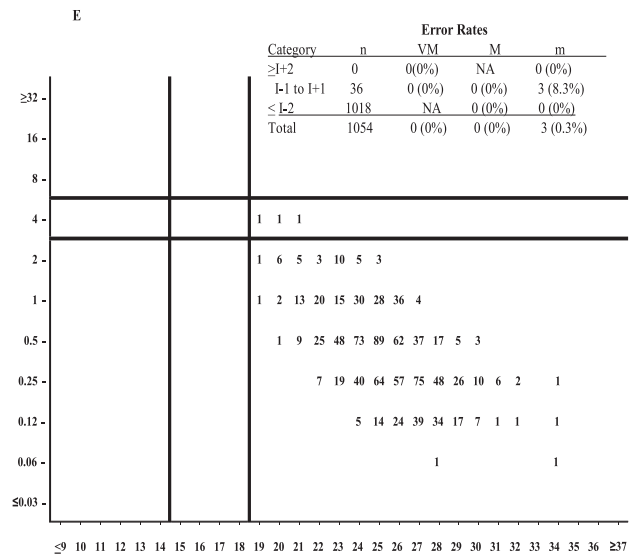 E
Error Rates
Category n VM M m
≥I+2 0 0(0%) NA 0 (0%)
I-1 to I+1 36 0 (0%) 0 (0%) 3 (8.3%)
≤ I-2 1018 NA 0 (0%) 0 (0%)
Total 1054 0 (0%) 0 (0%) 3 (0.3%)
≥32 -
16 -
8 -
4 - 1 1 1
2 - 1 6 5 3 10 5 3
1 - 1 2 13 20 15 30 28 36 4
0.5 - 1 9 25 48 73 89 62 37 17 5 3
0.25 - 7 19 40 64 57 75 48 26 10 6 2 1
0.12 - 5 14 24 39 34 17 7 1 1 1
0.06 - 1 1
≤0.03 -
≤9 10 11 12 13 14 15 16 17 18 19 20 21 22 23 24 25 26 27 28 29 30 31 32 33 34 35 36 ≥37